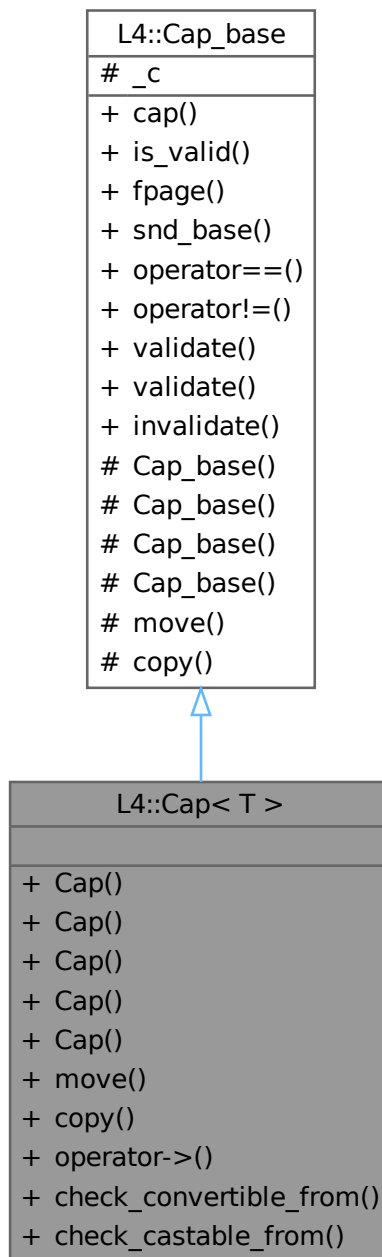 L4::Cap_base
# _c
+ cap()
+ is_valid()
+ fpage()
+ snd_base()
+ operator==()
+ operator!=()
+ validate()
+ validate()
+ invalidate()
# Cap_base()
# Cap_base()
# Cap_base()
# Cap_base()
# move()
# copy()
L4::Cap< T >
+ Cap()
+ Cap()
+ Cap()
+ Cap()
+ Cap()
+ move()
+ copy()
+ operator->()
+ check_convertible_from()
+ check_castable_from()